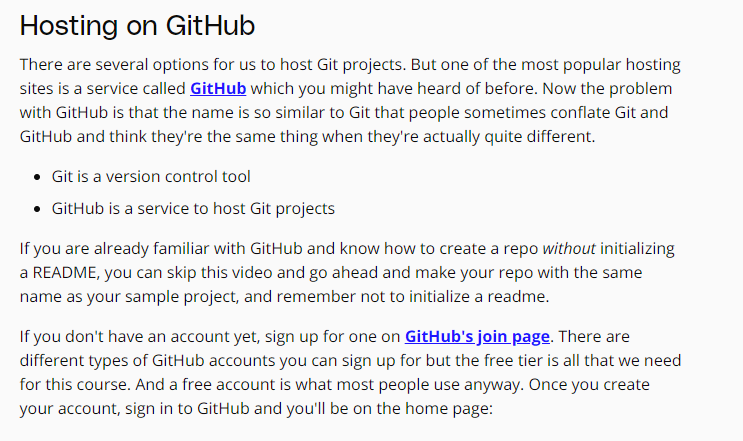 Hosting on GitHub
There are several options for us to host Git projects. But one of the most popular hosting
sites is a service called GitHub which you might have heard of before. Now the problem
with GitHub is that the name is so similar to Git that people sometimes conflate Git and
GitHub and think they're the same thing when they're actually quite different.
• Git is a version control tool
• GitHub is a service to host Git projects
If you are already familiar with GitHub and know how to create a repo without initializing
a README, you can skip this video and go ahead and make your repo with the same
name as your sample project, and remember not to initialize a readme.
If you don't have an account yet, sign up for one on GitHub's join page. There are
different types of GitHub accounts you can sign up for but the free tier is all that we need
for this course. And a free account is what most people use anyway. Once you create
your account, sign in to GitHub and you'll be on the home page: